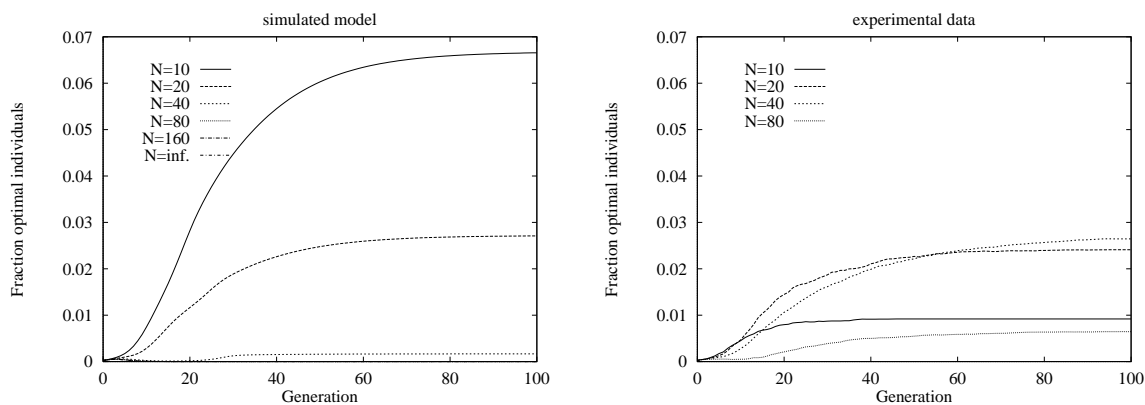 simulated model
0.07
0.06
0.05
0.04
0.03
0.02
0.01
0
Fraction optimal individuals
N=10
N=20
N=40
N=80
N=160
N=inf.
0 20 40 60 80 100
Generation
experimental data
0.07
0.06
0.05
0.04
0.03
0.02
0.01
0
Fraction optimal individuals
N=10
N=20
N=40
N=80
0 20 40 60 80 100
Generation